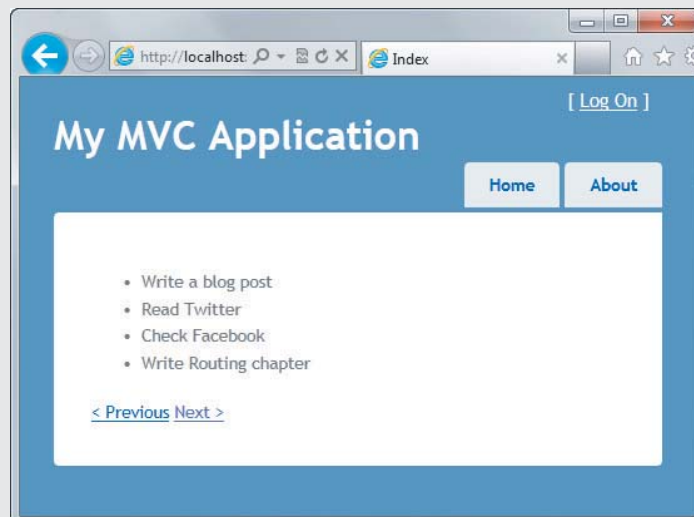 http://localhost:
Index
[ Log On ]
My MVC Application
Home
About
• Write a blog post
• Read Twitter
• Check Facebook
• Write Routing chapter
< Previous Next >